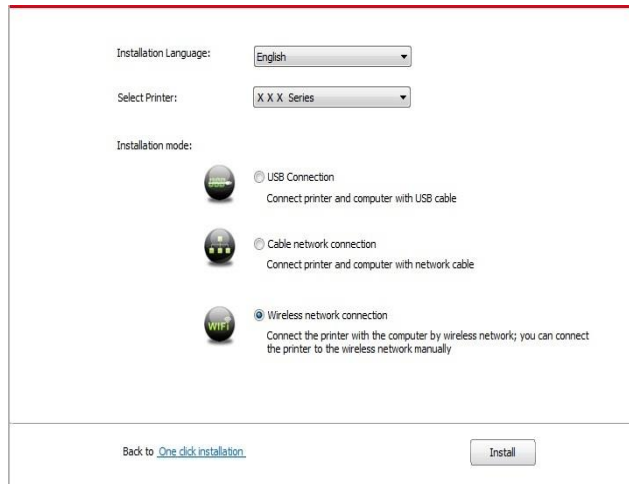 Installation Language:
English
Select Printer:
X X X Series
Installation mode:
USB Connection
Connect printer and computer with USB cable
Cable network connection
Connect printer and computer with network cable
WiFi
Wireless network connection
Connect the printer with the computer by wireless network; you can connect
the printer to the wireless network manually
Back to One click installation
Install